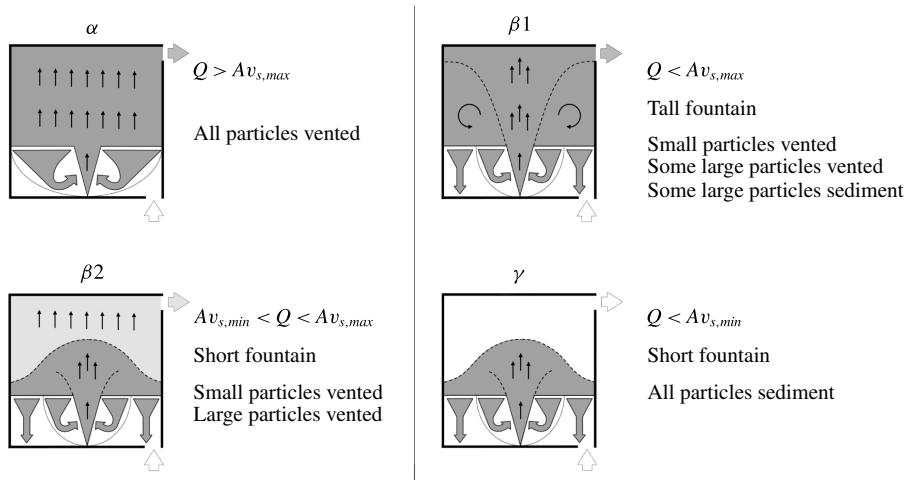 α
Q > Av_{s,max}
All particles vented
β1
Q < Av_{s,max}
Tall fountain
Small particles vented
Some large particles vented
Some large particles sediment
β2
Av_{s,min} < Q < Av_{s,max}
Short fountain
Small particles vented
Large particles vented
γ
Q < Av_{s,min}
Short fountain
All particles sediment